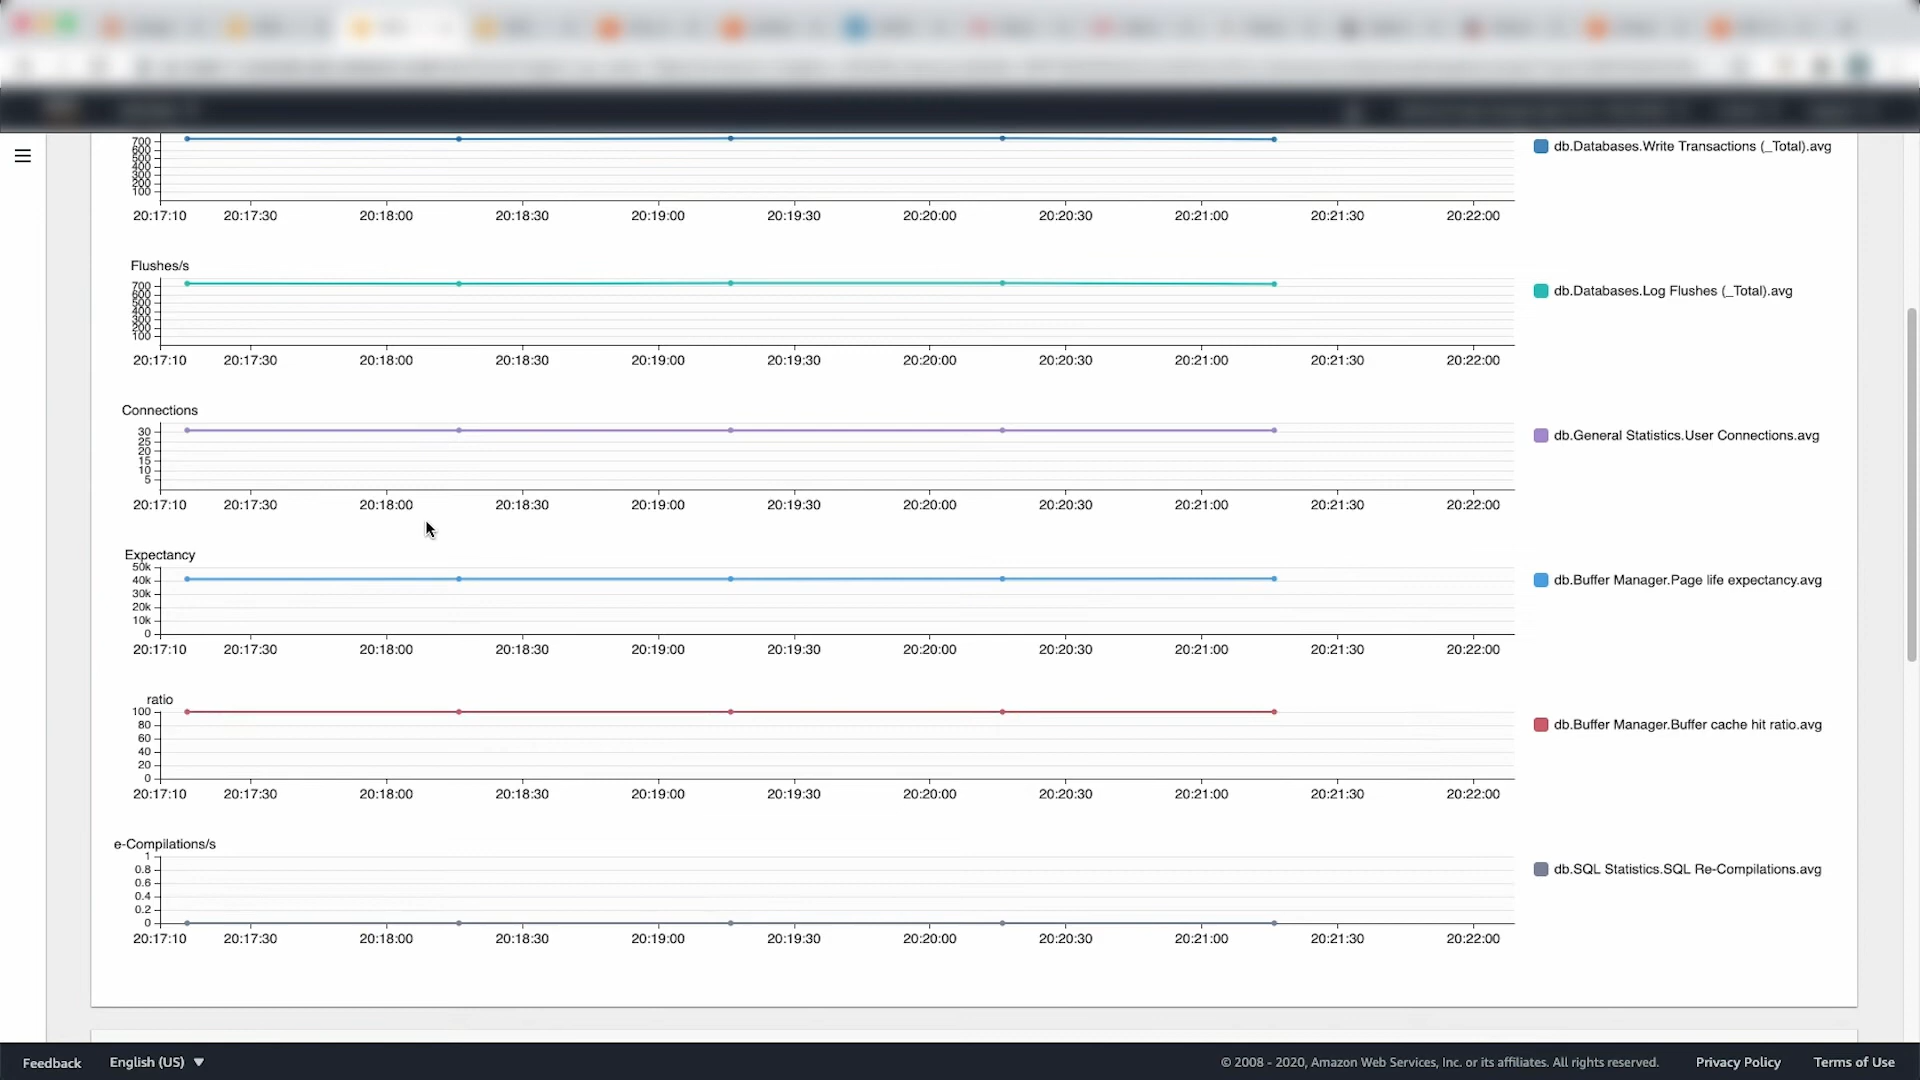 700
600
500
400
300
200
100
20:17:10 20:17:30 20:18:00 20:18:30 20:19:00 20:19:30 20:20:00 20:20:30 20:21:00 20:21:30 20:22:00
db.Databases.Write Transactions (_Total).avg
Flushes/s
700
600
500
400
300
200
100
20:17:10 20:17:30 20:18:00 20:18:30 20:19:00 20:19:30 20:20:00 20:20:30 20:21:00 20:21:30 20:22:00
db.Databases.Log Flushes (_Total).avg
Connections
30
25
20
15
10
5
20:17:10 20:17:30 20:18:00 20:18:30 20:19:00 20:19:30 20:20:00 20:20:30 20:21:00 20:21:30 20:22:00
db.General Statistics.User Connections.avg
Expectancy
50k
40k
30k
20k
10k
0
20:17:10 20:17:30 20:18:00 20:18:30 20:19:00 20:19:30 20:20:00 20:20:30 20:21:00 20:21:30 20:22:00
db.Buffer Manager.Page life expectancy.avg
ratio
100
80
60
40
20
0
20:17:10 20:17:30 20:18:00 20:18:30 20:19:00 20:19:30 20:20:00 20:20:30 20:21:00 20:21:30 20:22:00
db.Buffer Manager.Buffer cache hit ratio.avg
e-Compilations/s
1
0.8
0.6
0.4
0.2
0
20:17:10 20:17:30 20:18:00 20:18:30 20:19:00 20:19:30 20:20:00 20:20:30 20:21:00 20:21:30 20:22:00
db.SQL Statistics.SQL Re-Compilations.avg
Feedback English (US) © 2008 - 2020, Amazon Web Services, Inc. or its affiliates. All rights reserved. Privacy Policy Terms of Use